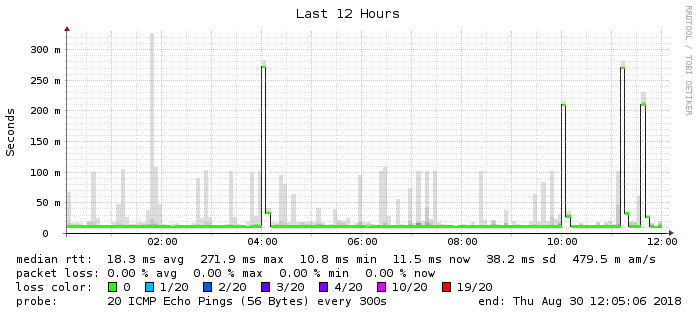 Last 12 Hours
RRDTOOL / TOBI OETIKER
Seconds
300 m
250 m
200 m
150 m
100 m
50 m
0
02:00 04:00 06:00 08:00 10:00 12:00
median rtt: 18.3 ms avg 271.9 ms max 10.8 ms min 11.5 ms now 38.2 ms sd 479.5 m am/s
packet loss: 0.00 % avg 0.00 % max 0.00 % min 0.00 % now
loss color: 0 1/20 2/20 3/20 4/20 10/20 19/20
probe: 20 ICMP Echo Pings (56 Bytes) every 300s end: Thu Aug 30 12:05:06 2018